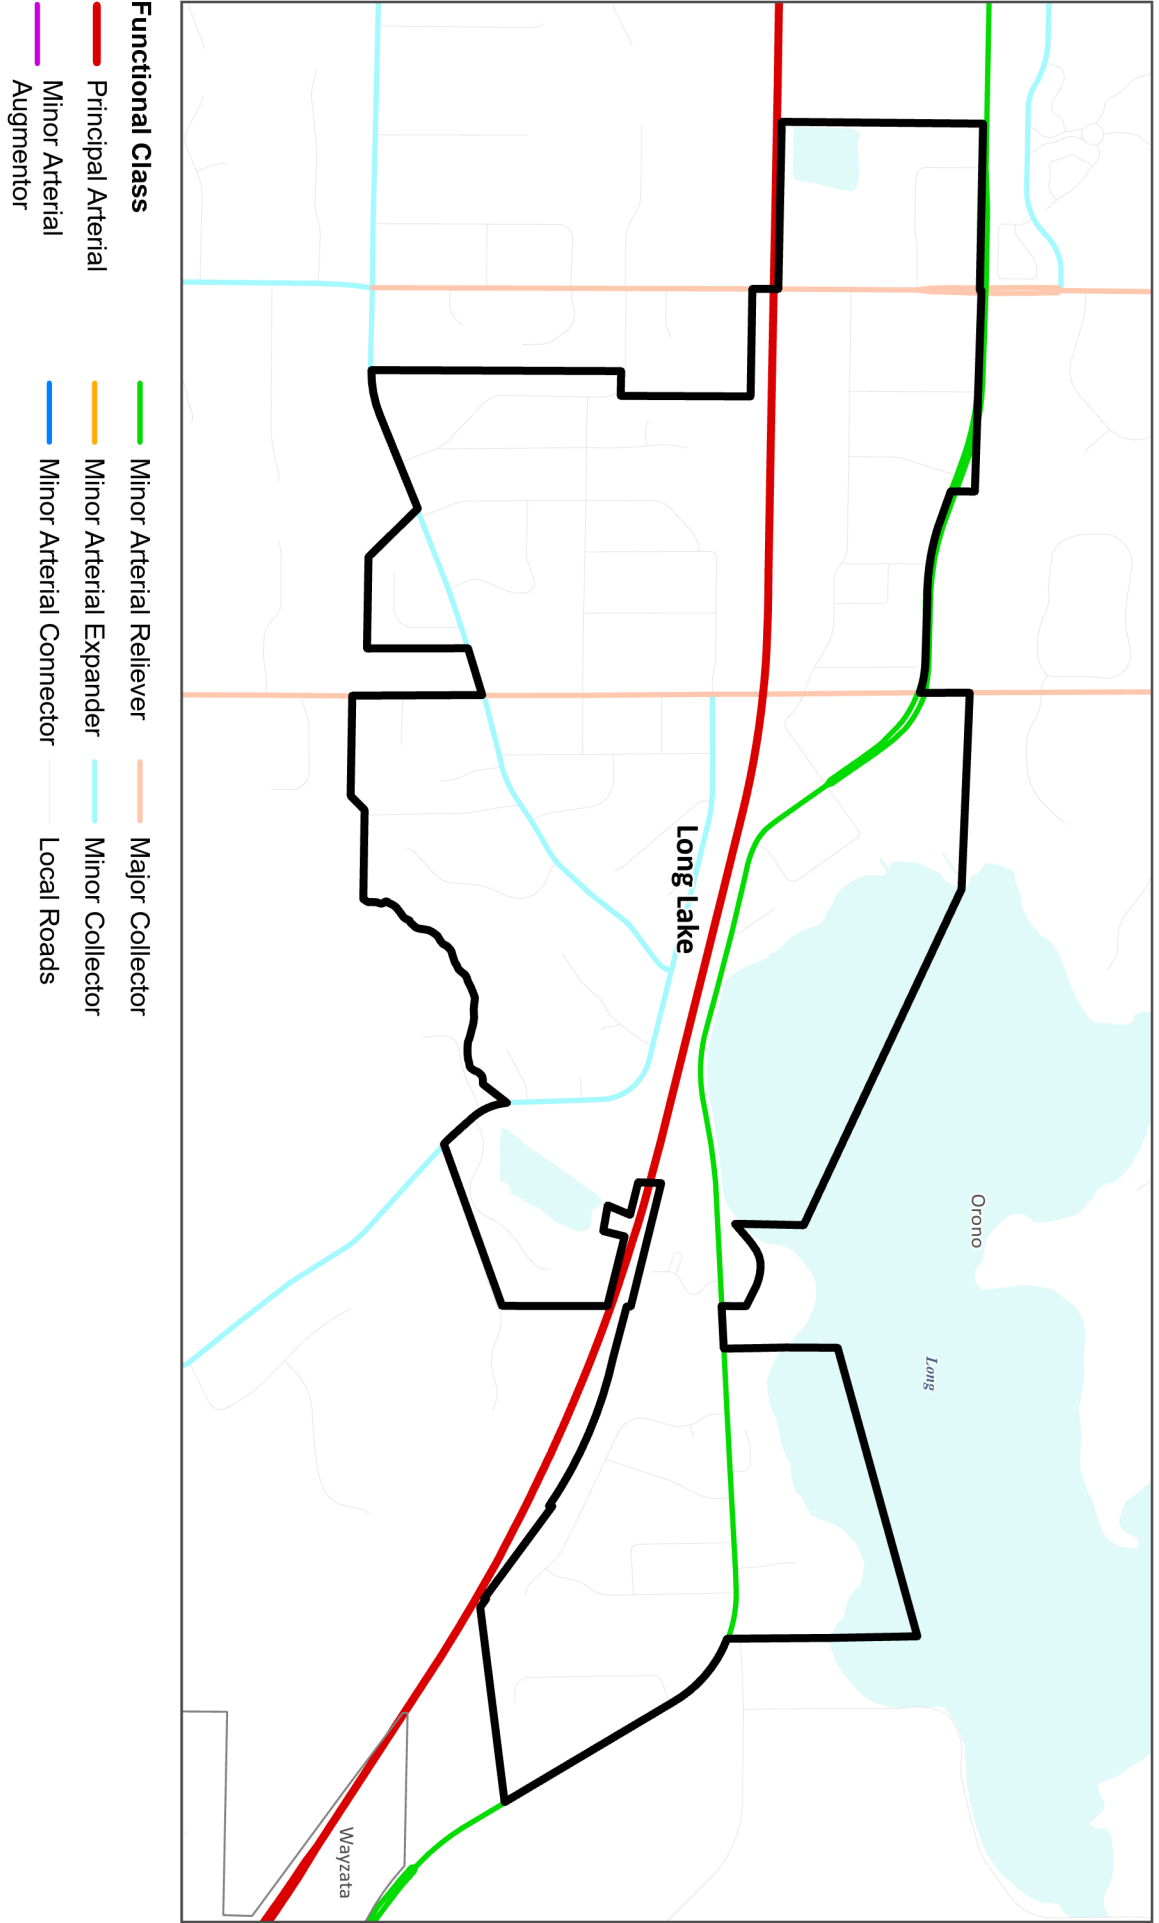 Orono
Long
Long Lake
Wayzata
Functional Class
Principal Arterial
Minor Arterial
Augmentor
Minor Arterial Reliever
Minor Arterial Expander
Minor Arterial Connector
Major Collector
Minor Collector
Local Roads